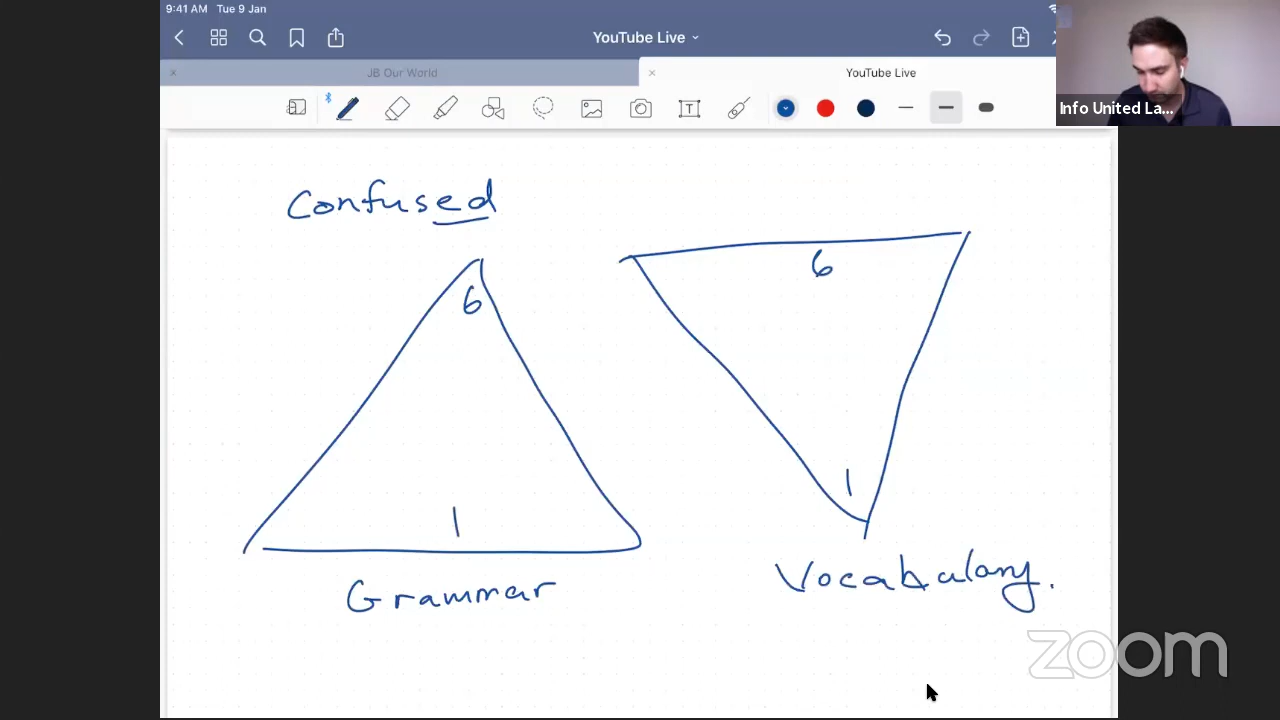 9:41 AM Tue 9 Jan
YouTube Live
JB Our World
YouTube Live
T
Info United La...
Confused
6
6
1
1
Grammar
Vocabulary.
zoom